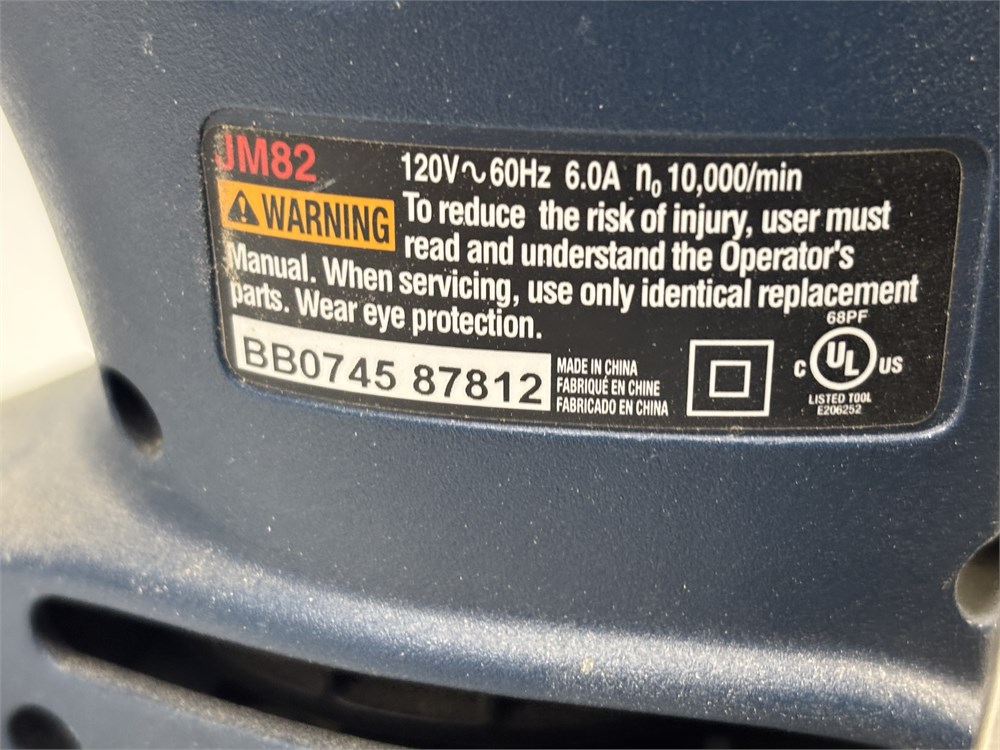 JM82
120V~60Hz 6.0A n₀ 10,000/min
WARNING To reduce the risk of injury, user must
read and understand the Operator's
Manual. When servicing, use only identical replacement
parts. Wear eye protection.
BB0745 87812
MADE IN CHINA
FABRIQUÉ EN CHINE
FABRICADO EN CHINA
68PF
C UL US
LISTED TOOL
E206252